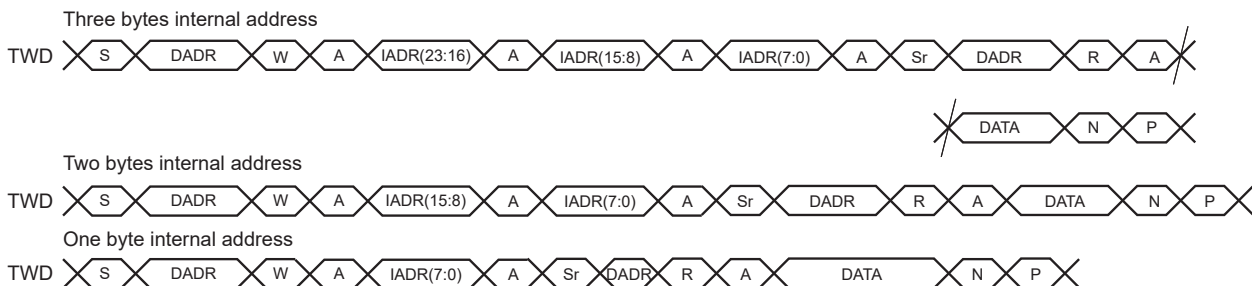 Three bytes internal address
TWD S DADR W A IADR(23:16) A IADR(15:8) A IADR(7:0) A Sr DADR R A
DATA N P
Two bytes internal address
TWD S DADR W A IADR(15:8) A IADR(7:0) A Sr DADR R A DATA N P
One byte internal address
TWD S DADR W A IADR(7:0) A Sr DADR R A DATA N P